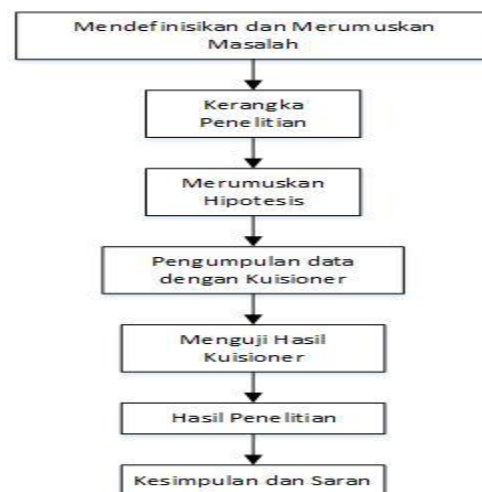 Mendefinisikan dan Merumuskan
Masalah
Kerangka
Penelitian
Merumuskan
Hipotesis
Pengumpulan data
dengan Kuisioner
Menguji Hasil
Kuisioner
Hasil Penelitian
Kesimpulan dan Saran